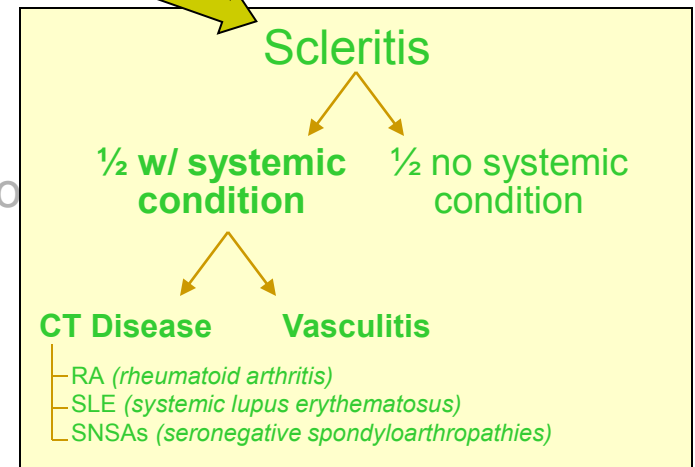 Scleritis
½ w/ systemic condition
½ no systemic condition
CT Disease
Vasculitis
RA (rheumatoid arthritis)
SLE (systemic lupus erythematosus)
SNSAs (seronegative spondyloarthropathies)